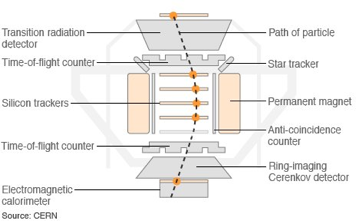 Transition radiation
detector
Time-of-flight counter
Silicon trackers
Time-of-flight counter
Electromagnetic
calorimeter
Path of particle
Star tracker
Permanent magnet
Anti-coincidence
counter
Ring-imaging
Cerenkov detector
Source: CERN